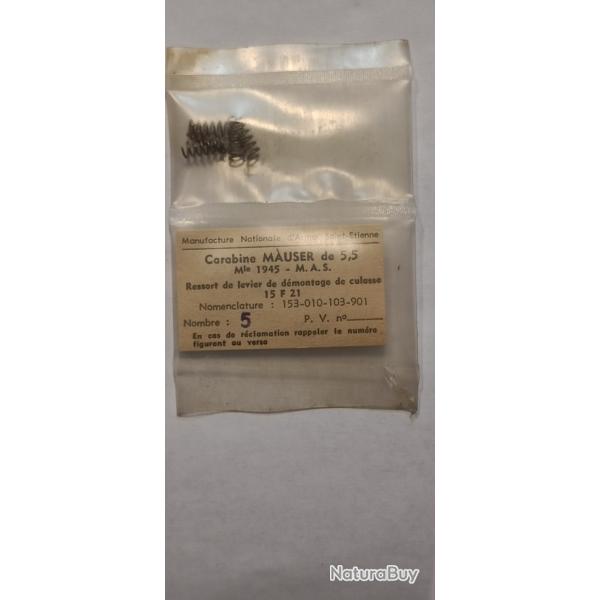 Manufacture Nationale d'Armes Saint-Etienne
Carabine MAUSER de 5,5
Mle 1945 - M.A.S.
Ressort de levier de démontage de culasse
15 F 21
Nomenclature : 153-010-103-901
Nombre : 5 P. V. nº
En cas de réclamation rappeler le numéro
figurant au verso
NaturaBuy